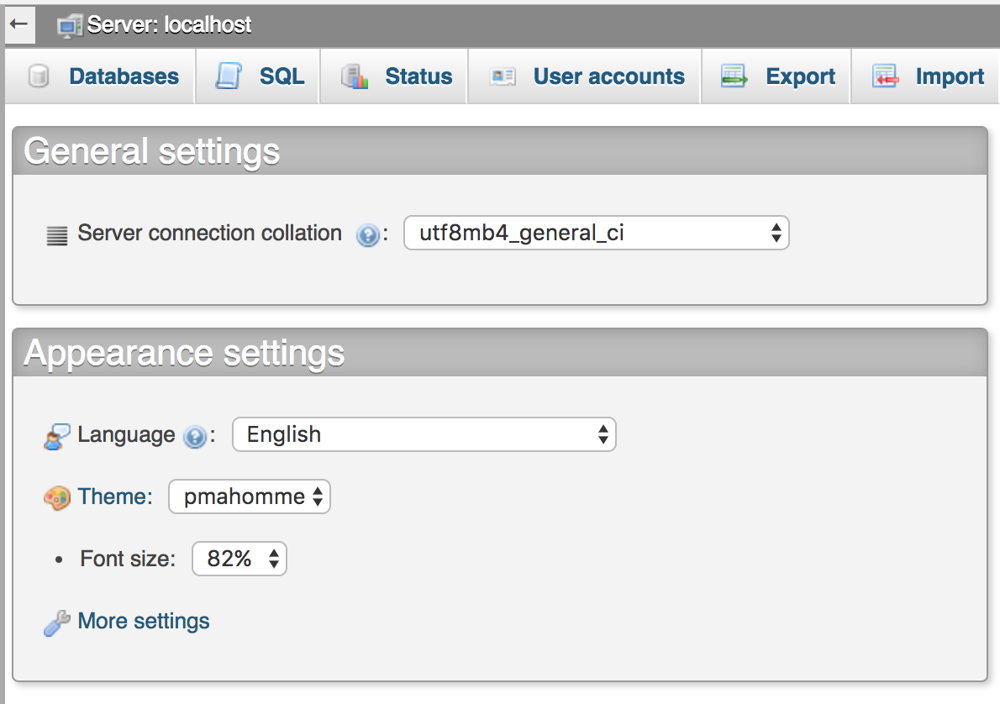 Server: localhost
Databases SQL Status User accounts Export Import
General settings
Server connection collation : utf8mb4_general_ci
Appearance settings
Language : English
Theme: pmahomme
• Font size: 82%
More settings